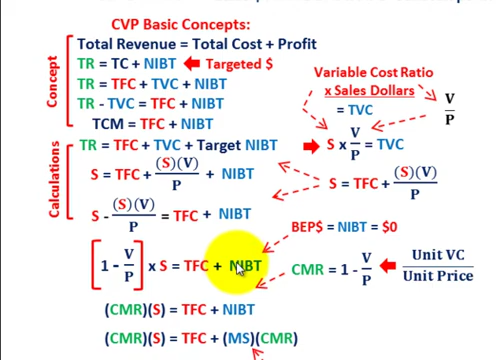 CVP Basic Concepts:
Total Revenue = Total Cost + Profit
TR = TC + NIBT Targeted $
TR = TFC + TVC + NIBT
TR - TVC = TFC + NIBT
TCM = TFC + NIBT
Concept
TR = TFC + TVC + Target NIBT
S = TFC + (S)(V)/P + NIBT
S - (S)(V)/P = TFC + NIBT
Calculations
[1 - V/P] x S = TFC + NIBT
(CMR)(S) = TFC + NIBT
(CMR)(S) = TFC + (MS)(CMR)
Variable Cost Ratio
x Sales Dollars
= TVC
V/P
S x V/P = TVC
S = TFC + (S)(V)/P
BEP$ = NIBT = $0
CMR = 1 - V/P
Unit VC
Unit Price